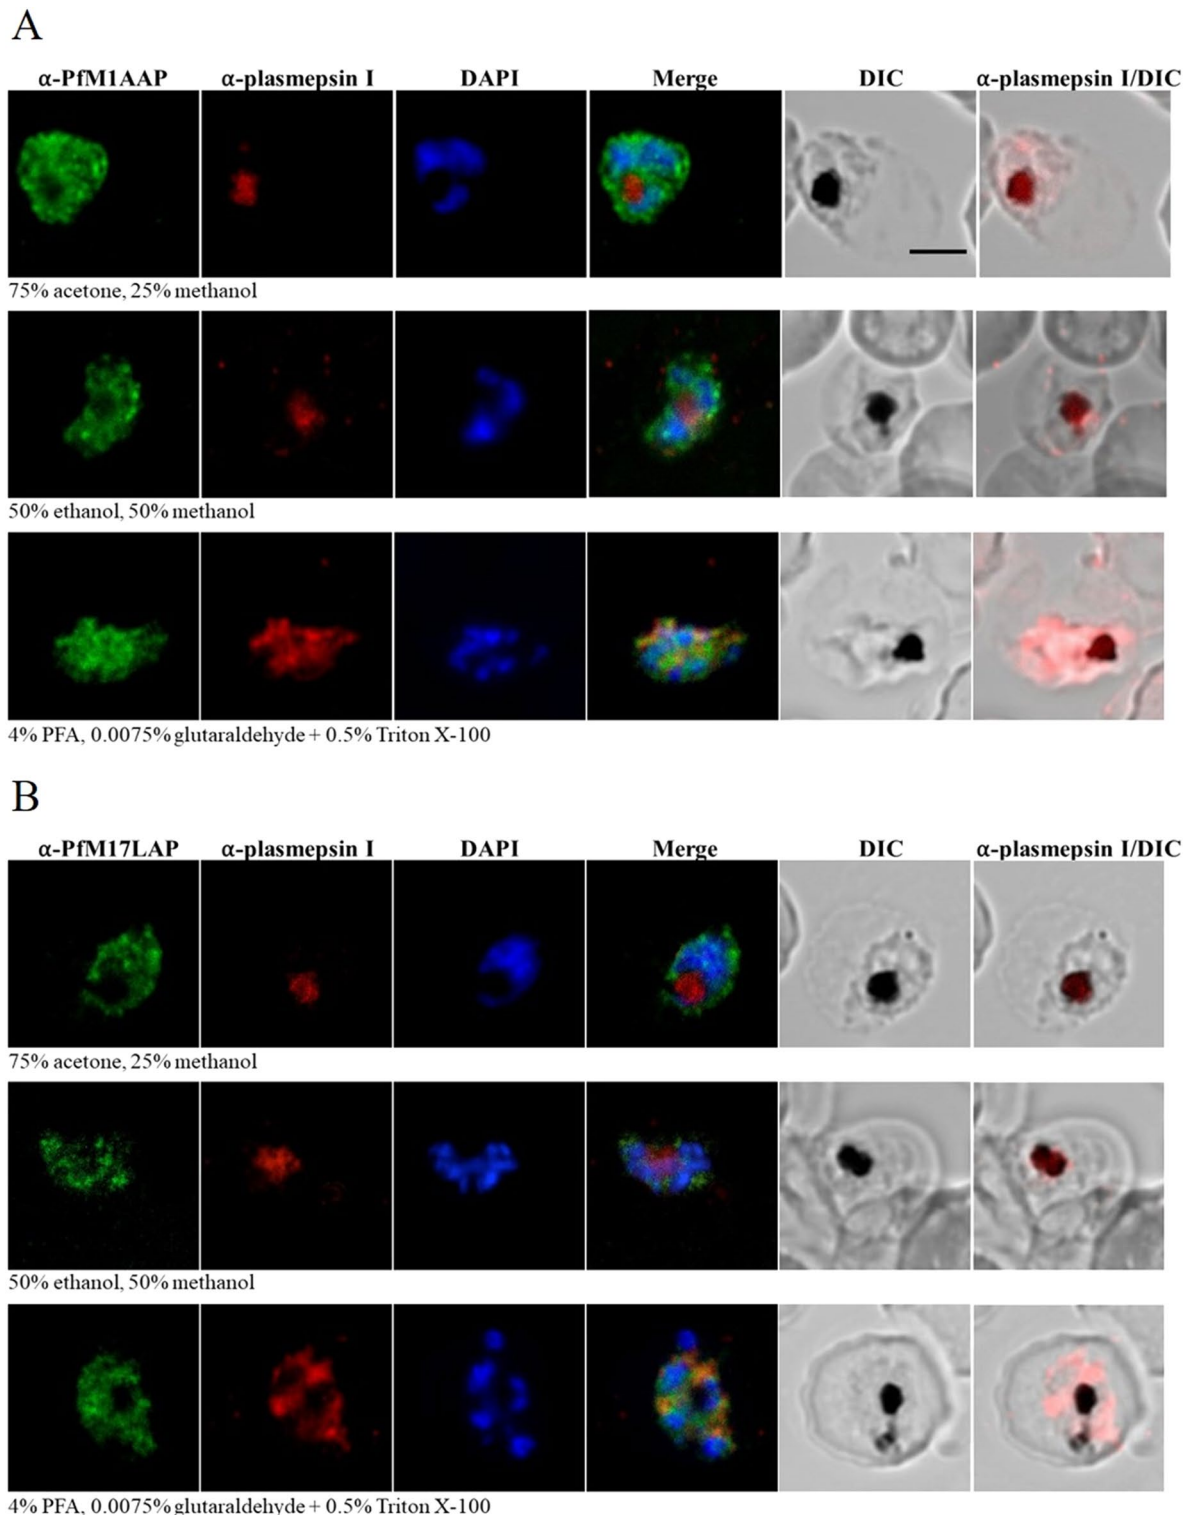 A
α-PfM1AAP α-plasmepsin I DAPI Merge DIC α-plasmepsin I/DIC
75% acetone, 25% methanol
50% ethanol, 50% methanol
4% PFA, 0.0075% glutaraldehyde + 0.5% Triton X-100
B
α-PfM17LAP α-plasmepsin I DAPI Merge DIC α-plasmepsin I/DIC
75% acetone, 25% methanol
50% ethanol, 50% methanol
4% PFA, 0.0075% glutaraldehyde + 0.5% Triton X-100